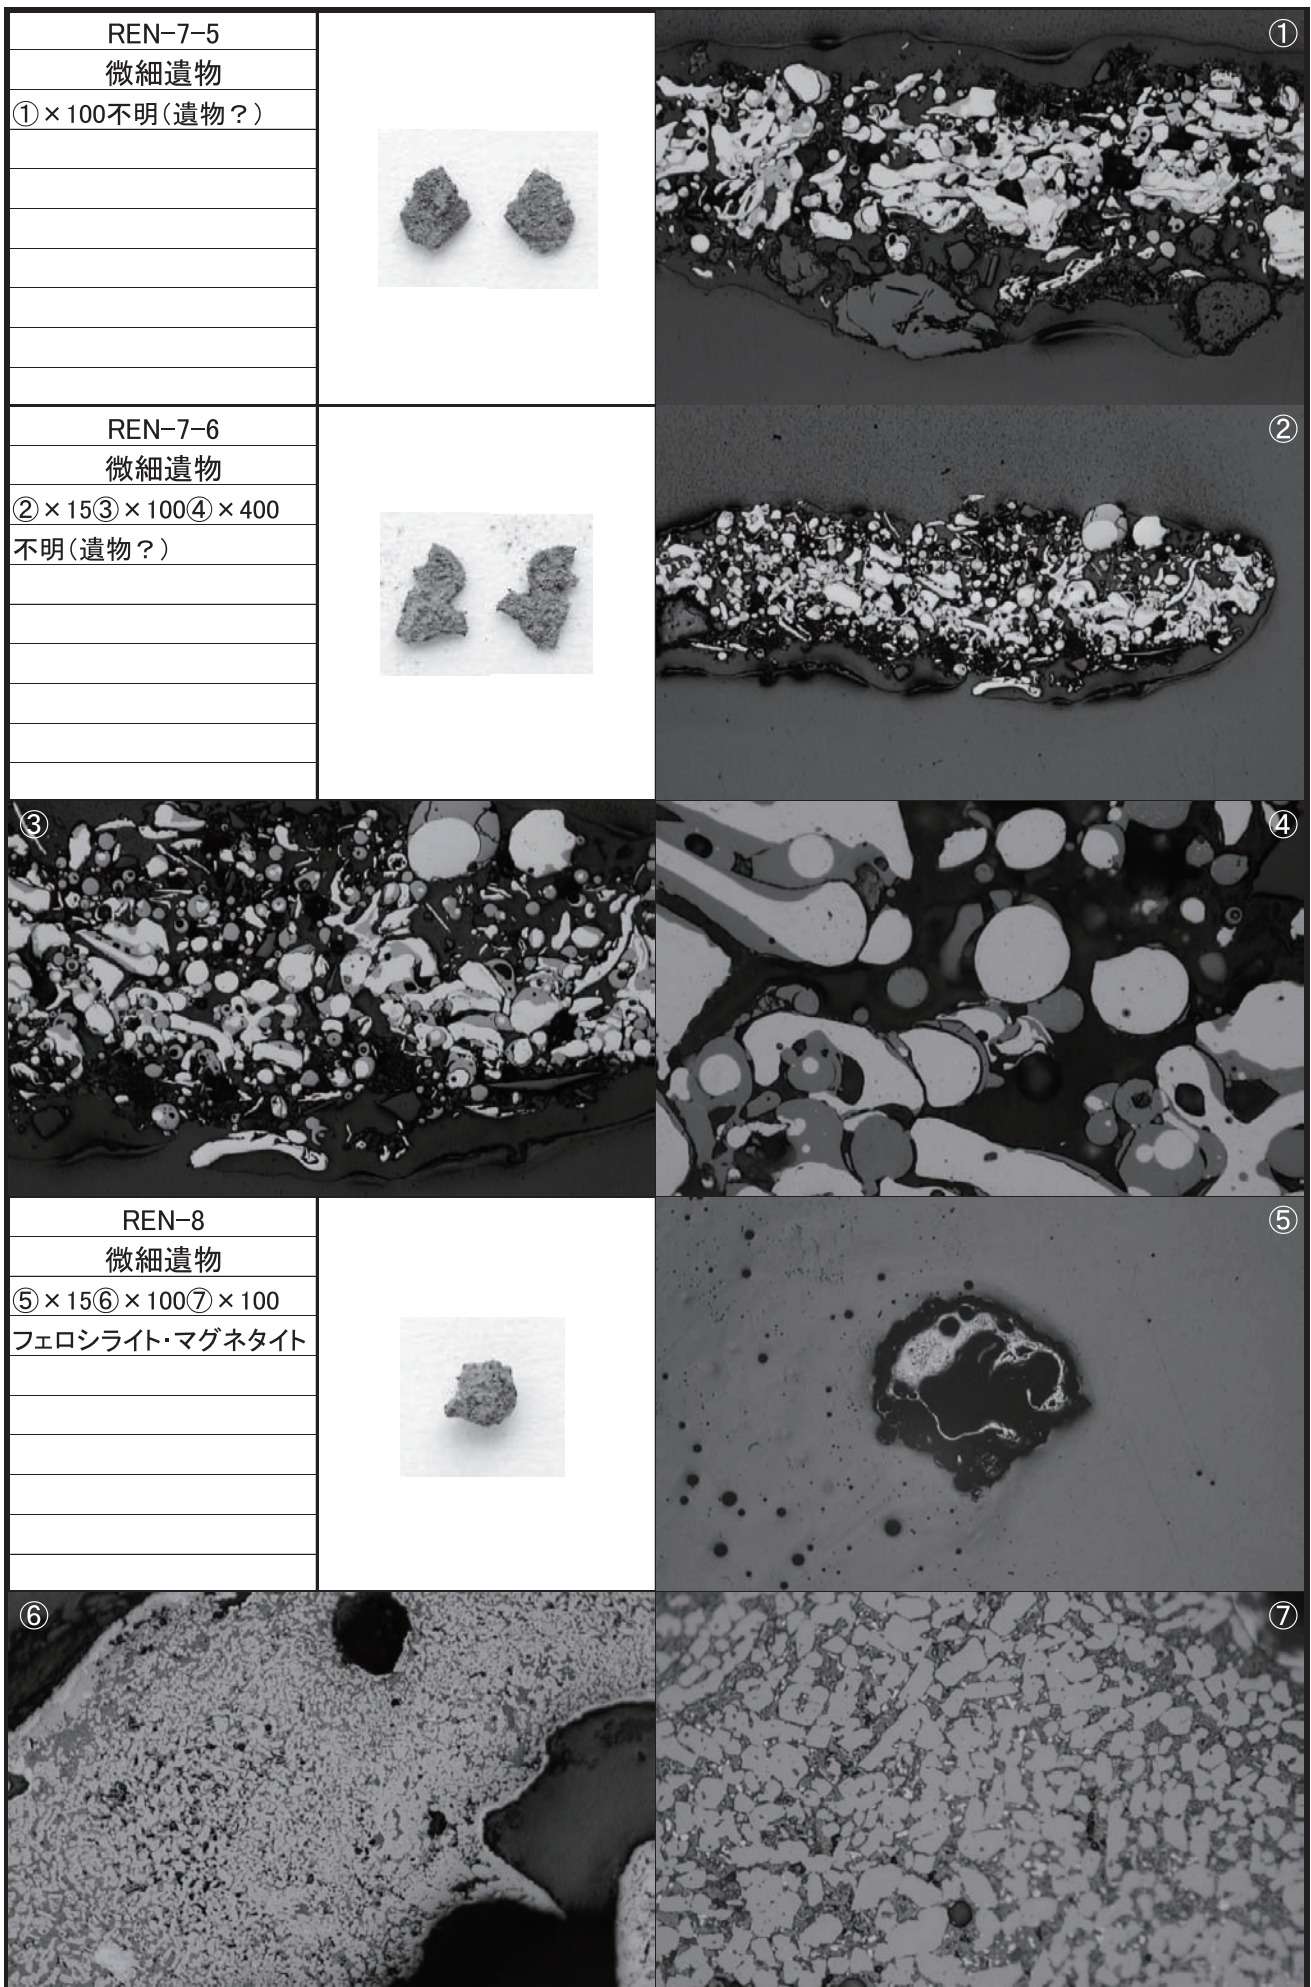 REN-7-5
微細遺物
①×100不明(遺物?)
①
REN-7-6
微細遺物
②×15③×100④×400
不明(遺物?)
②
③
④
REN-8
微細遺物
⑤×15⑥×100⑦×100
フェロシライト・マグネタイト
⑤
⑥
⑦